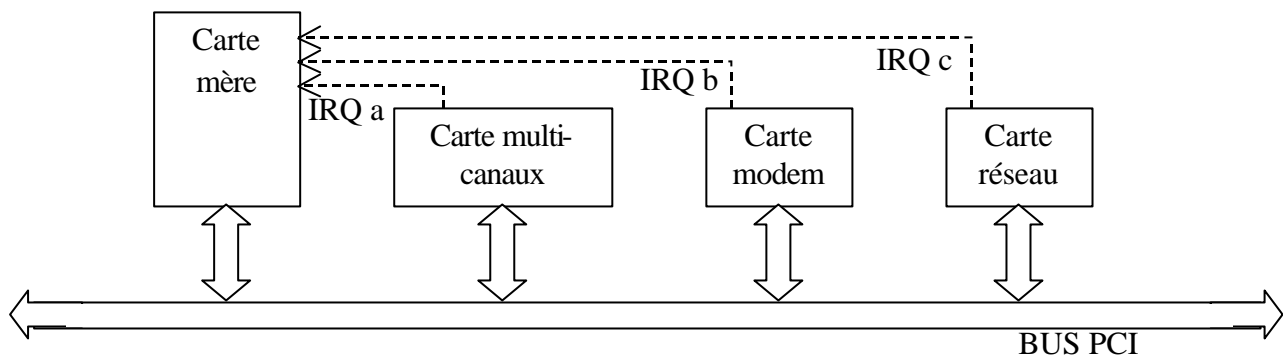 Carte
mère
IRQ c
IRQ b
IRQ a
Carte multi-
canaux
Carte
modem
Carte
réseau
BUS PCI